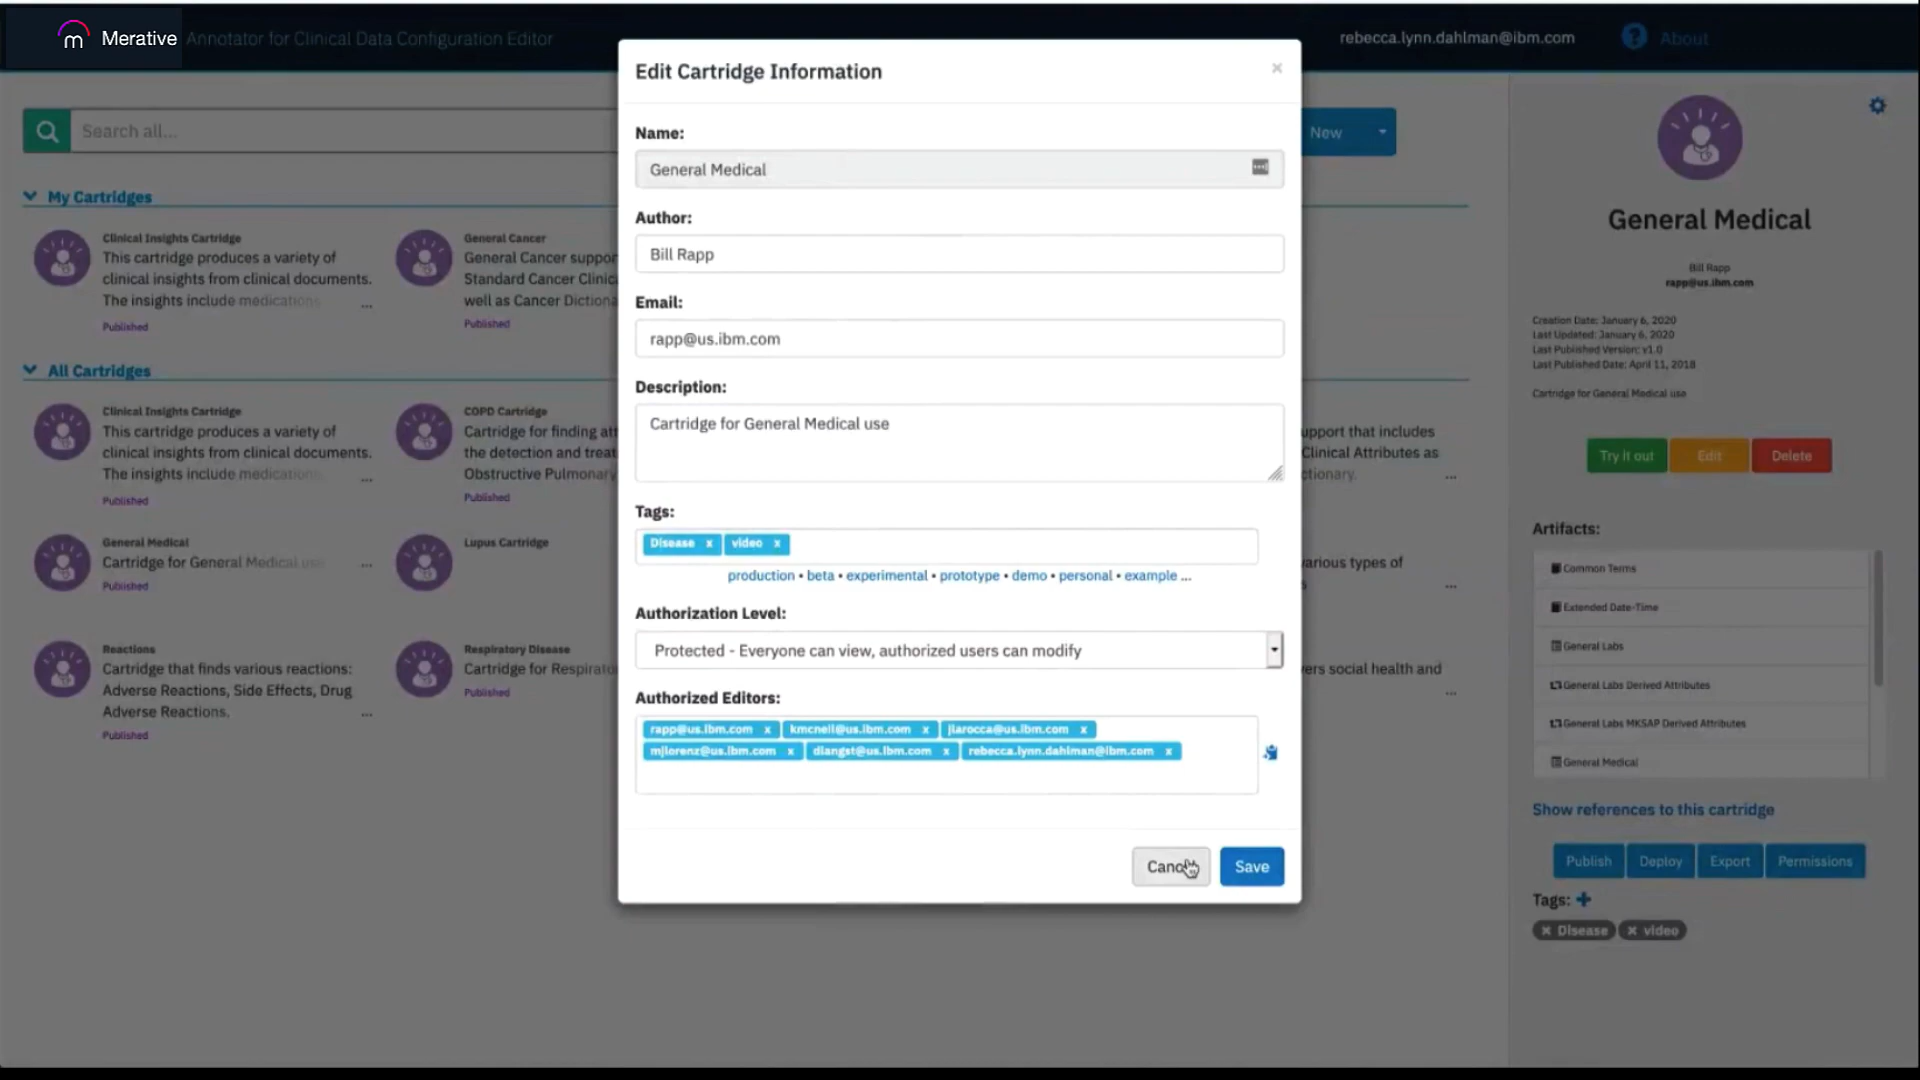 Merative Annotator for Clinical Data Configuration Editor
rebecca.lynn.dahlman@ibm.com
About
Search all...
New
My Cartridges
Clinical Insights Cartridge
This cartridge produces a variety of
clinical insights from clinical documents.
The insights include medications
...
Published
General Cancer
General Cancer suppor
Standard Cancer Clinic
well as Cancer Dictiona
Published
All Cartridges
Clinical Insights Cartridge
This cartridge produces a variety of
clinical insights from clinical documents.
The insights include medications
...
Published
COPD Cartridge
Cartridge for finding att
the detection and treat
Obstructive Pulmonary
Published
upport that includes
Clinical Attributes as
ctionary.
...
General Medical
Cartridge for General Medical use
...
Published
Lupus Cartridge
various types of
...
Reactions
Cartridge that finds various reactions:
Adverse Reactions, Side Effects, Drug
Adverse Reactions.
...
Published
Respiratory Disease
Cartridge for Respirato
Published
vers social health and
...
Edit Cartridge Information
×
Name:
General Medical
Author:
Bill Rapp
Email:
rapp@us.ibm.com
Description:
Cartridge for General Medical use
Tags:
Disease x video x
production • beta • experimental • prototype • demo • personal • example ...
Authorization Level:
Protected - Everyone can view, authorized users can modify
Authorized Editors:
rapp@us.ibm.com x kmcneil@us.ibm.com x jlarocca@us.ibm.com x
mjlorenz@us.ibm.com x dlangst@us.ibm.com x rebecca.lynn.dahlman@ibm.com x
Cancel
Save
General Medical
Bill Rapp
rapp@us.ibm.com
Creation Date: January 6, 2020
Last Updated: January 6, 2020
Last Published Version: v1.0
Last Published Date: April 11, 2018
Cartridge for General Medical use
Try it out Edit Delete
Artifacts:
Common Terms
Extended Date-Time
General Labs
General Labs Derived Attributes
General Labs MKSAP Derived Attributes
General Medical
Show references to this cartridge
Publish Deploy Export Permissions
Tags: +
× Disease × video